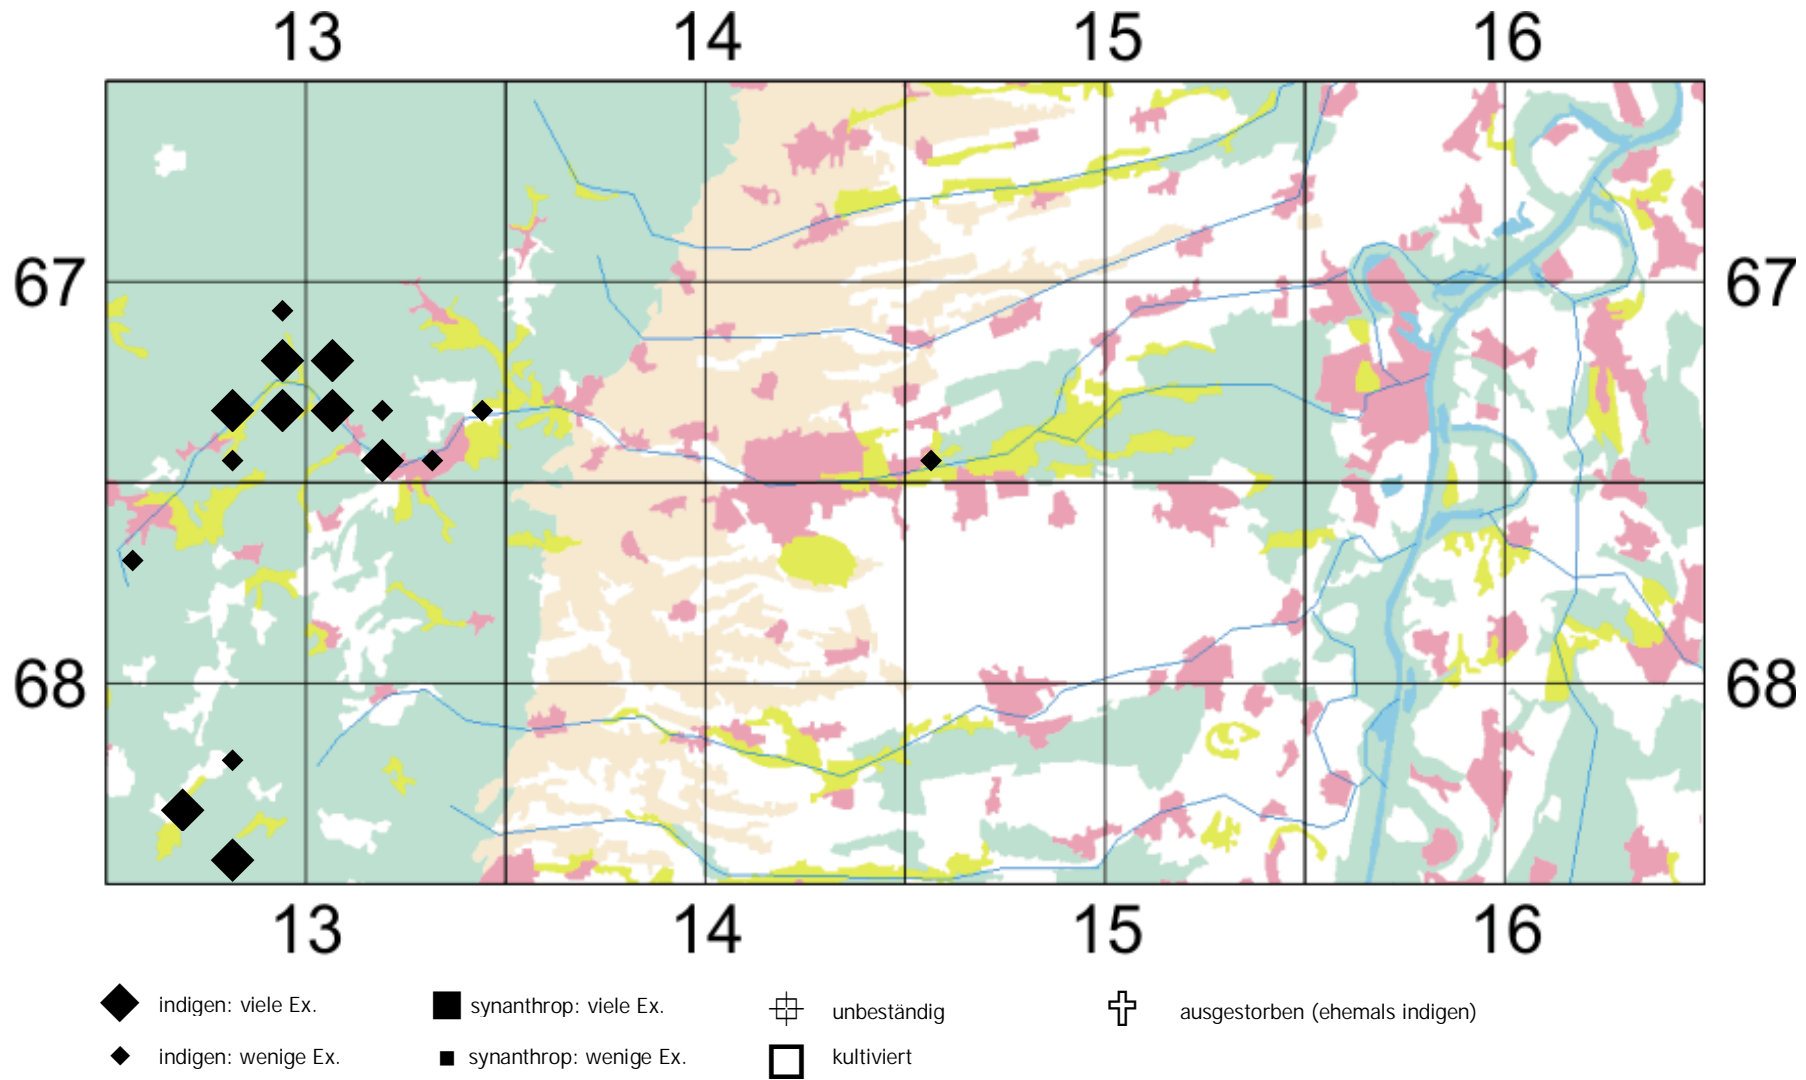 13 14 15 16
67 67
68 68
13 14 15 16
indigen: viele Ex. synanthrop: viele Ex. unbeständig ausgestorben (ehemals indigen)
indigen: wenige Ex. synanthrop: wenige Ex. kultiviert